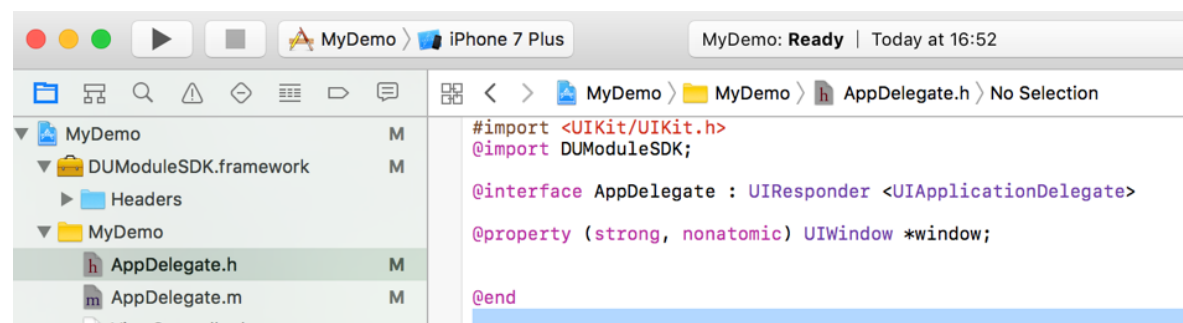 MyDemo 〉 iPhone 7 Plus
MyDemo: Ready | Today at 16:52
MyDemo 〉 MyDemo 〉 h AppDelegate.h 〉 No Selection
MyDemo M
DUModuleSDK.framework M
Headers
MyDemo
h AppDelegate.h M
m AppDelegate.m M
#import <UIKit/UIKit.h>
@import DUModuleSDK;
@interface AppDelegate : UIResponder <UIApplicationDelegate>
@property (strong, nonatomic) UIWindow *window;
@end